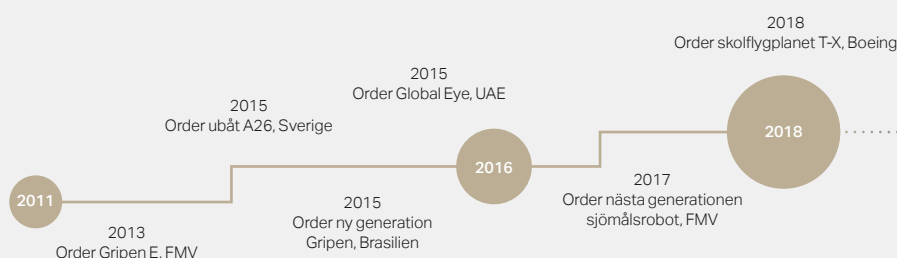 2011
2013
Order Gripen E, FMV
2015
Order ubåt A26, Sverige
2015
Order ny generation
Gripen, Brasilien
2015
Order Global Eye, UAE
2016
2017
Order nästa generationen
sjömålsrobot, FMV
2018
Order skolflygplanet T-X, Boeing
2018